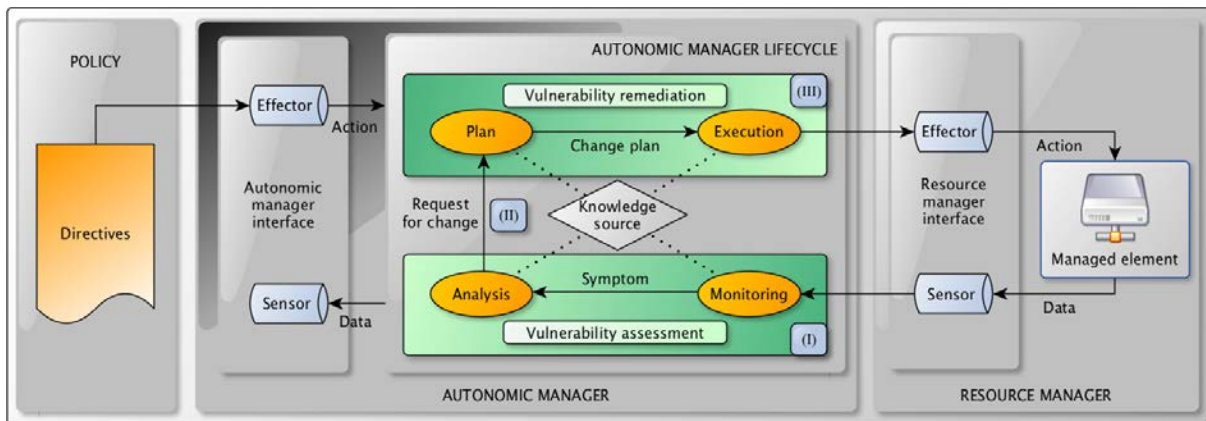 POLICY
Directives
Effector
Action
Autonomic
manager
interface
Sensor
Data
AUTONOMIC MANAGER LIFECYCLE
Vulnerability remediation
(III)
Plan
Execution
Change plan
Request
for change
(II)
Knowledge
source
Analysis
Symptom
Monitoring
Vulnerability assessment
(I)
AUTONOMIC MANAGER
Effector
Action
Resource
manager
interface
Managed element
Sensor
Data
RESOURCE MANAGER